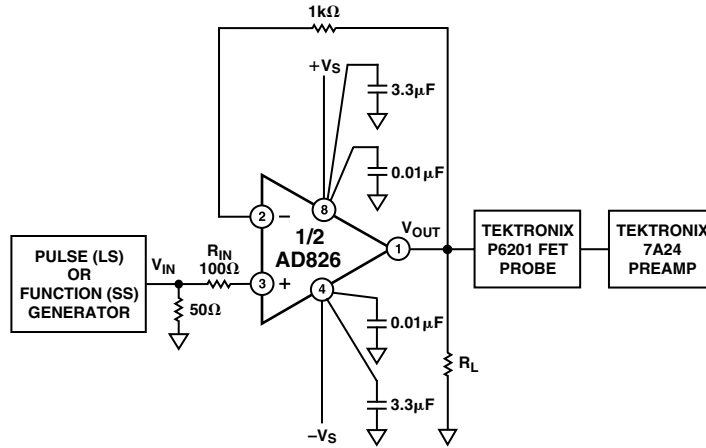 1kΩ
+VS
3.3μF
0.01μF
8
2
–
1/2
AD826
VOUT
1
TEKTRONIX
P6201 FET
PROBE
TEKTRONIX
7A24
PREAMP
PULSE (LS)
OR
FUNCTION (SS)
GENERATOR
VIN
RIN
100Ω
3
+
50Ω
4
0.01μF
3.3μF
–VS
RL